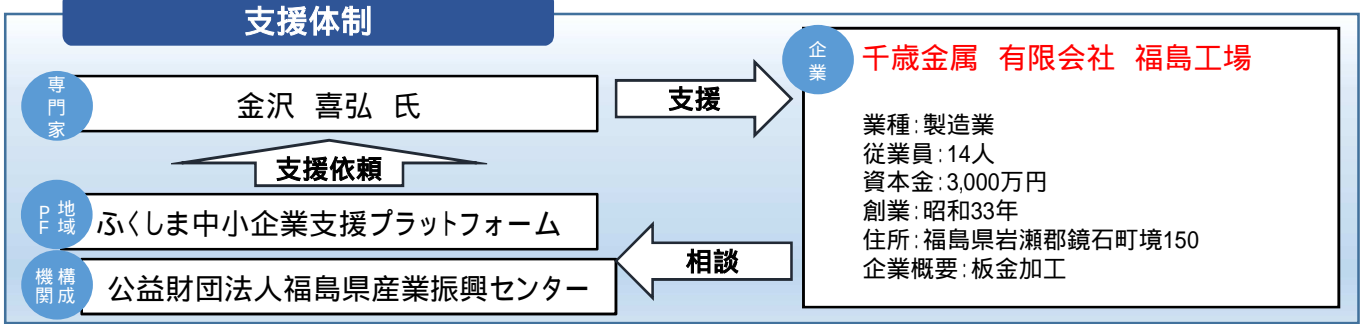 支援体制
専門家
金沢 喜弘 氏
支援
支援依頼
地域PF
ふくしま中小企業支援プラットフォーム
相談
構成機関
公益財団法人福島県産業振興センター
企業
千歳金属 有限会社 福島工場
業種:製造業
従業員:14人
資本金:3,000万円
創業:昭和33年
住所:福島県岩瀬郡鏡石町境150
企業概要:板金加工